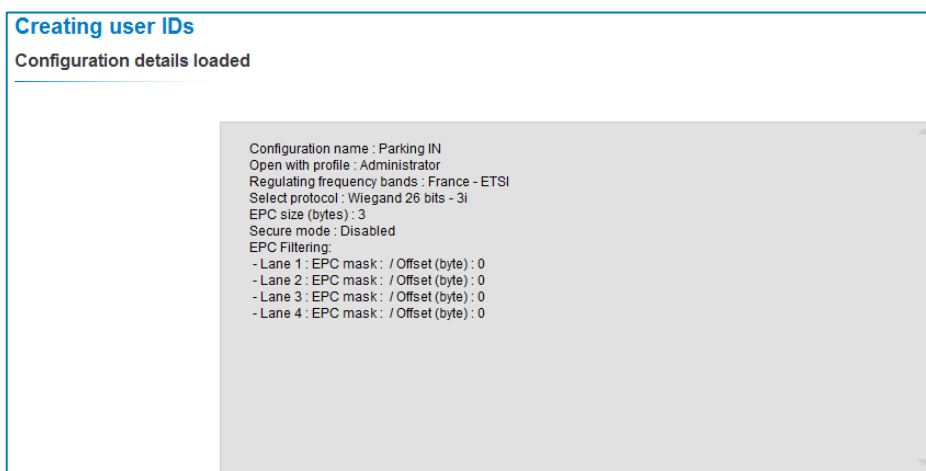 Creating user IDs
Configuration details loaded
Configuration name : Parking IN
Open with profile : Administrator
Regulating frequency bands : France - ETSI
Select protocol : Wiegand 26 bits - 3i
EPC size (bytes) : 3
Secure mode : Disabled
EPC Filtering:
- Lane 1 : EPC mask :  / Offset (byte) : 0
- Lane 2 : EPC mask :  / Offset (byte) : 0
- Lane 3 : EPC mask :  / Offset (byte) : 0
- Lane 4 : EPC mask :  / Offset (byte) : 0